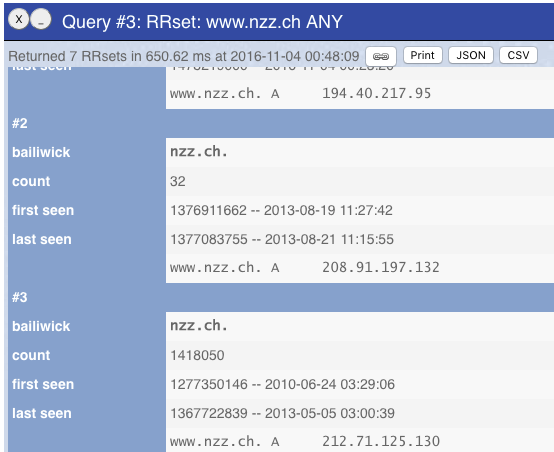 X _ Query #3: RRset: www.nzz.ch ANY
Returned 7 RRsets in 650.62 ms at 2016-11-04 00:48:09 Print JSON CSV
last seen
www.nzz.ch. A 194.40.217.95
#2
bailiwick nzz.ch.
count 32
first seen 1376911662 -- 2013-08-19 11:27:42
last seen 1377083755 -- 2013-08-21 11:15:55
www.nzz.ch. A 208.91.197.132
#3
bailiwick nzz.ch.
count 1418050
first seen 1277350146 -- 2010-06-24 03:29:06
last seen 1367722839 -- 2013-05-05 03:00:39
www.nzz.ch. A 212.71.125.130